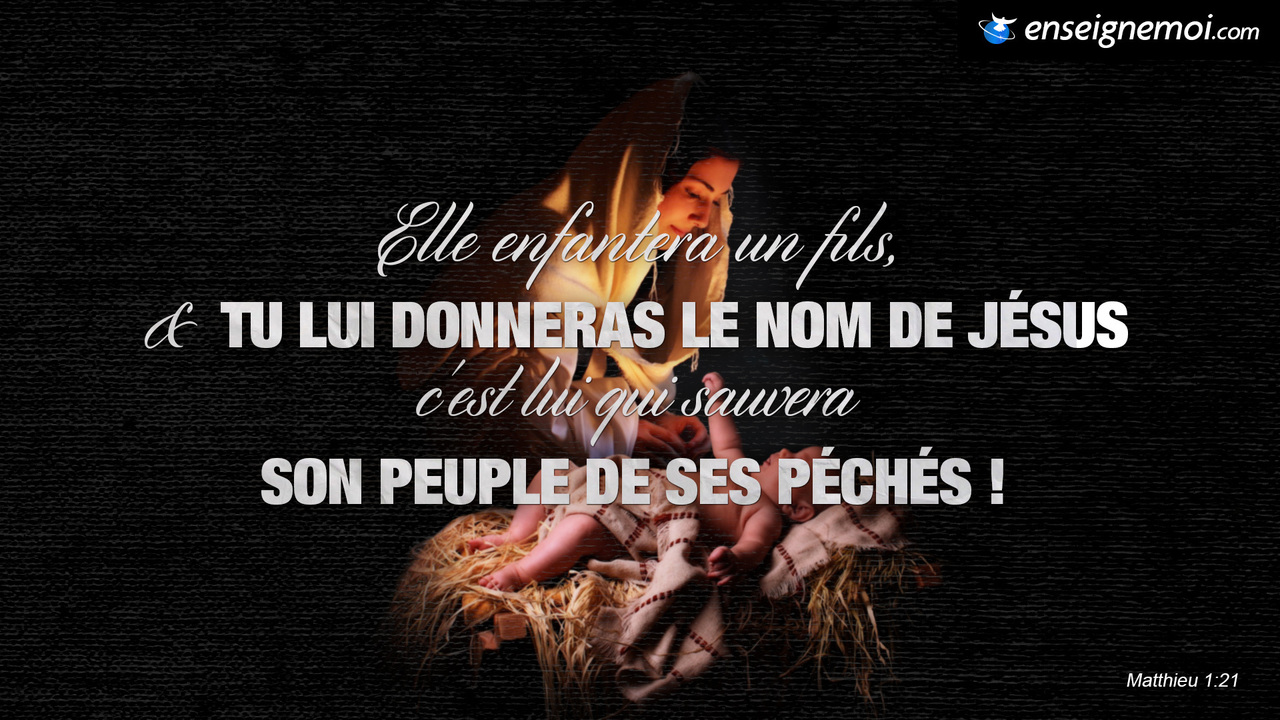 enseignemoi.com
Elle enfantera un fils,
& TU LUI DONNERAS LE NOM DE JÉSUS
c'est lui qui sauvera
SON PEUPLE DE SES PÉCHÉS !
Matthieu 1:21